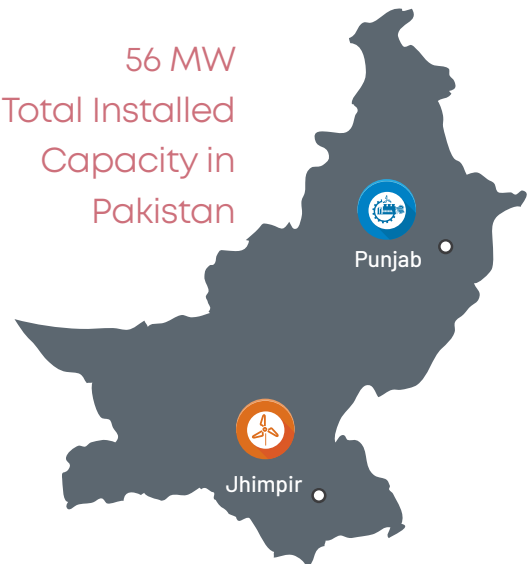 56 MW
Total Installed
Capacity in
Pakistan
Punjab
Jhimpir